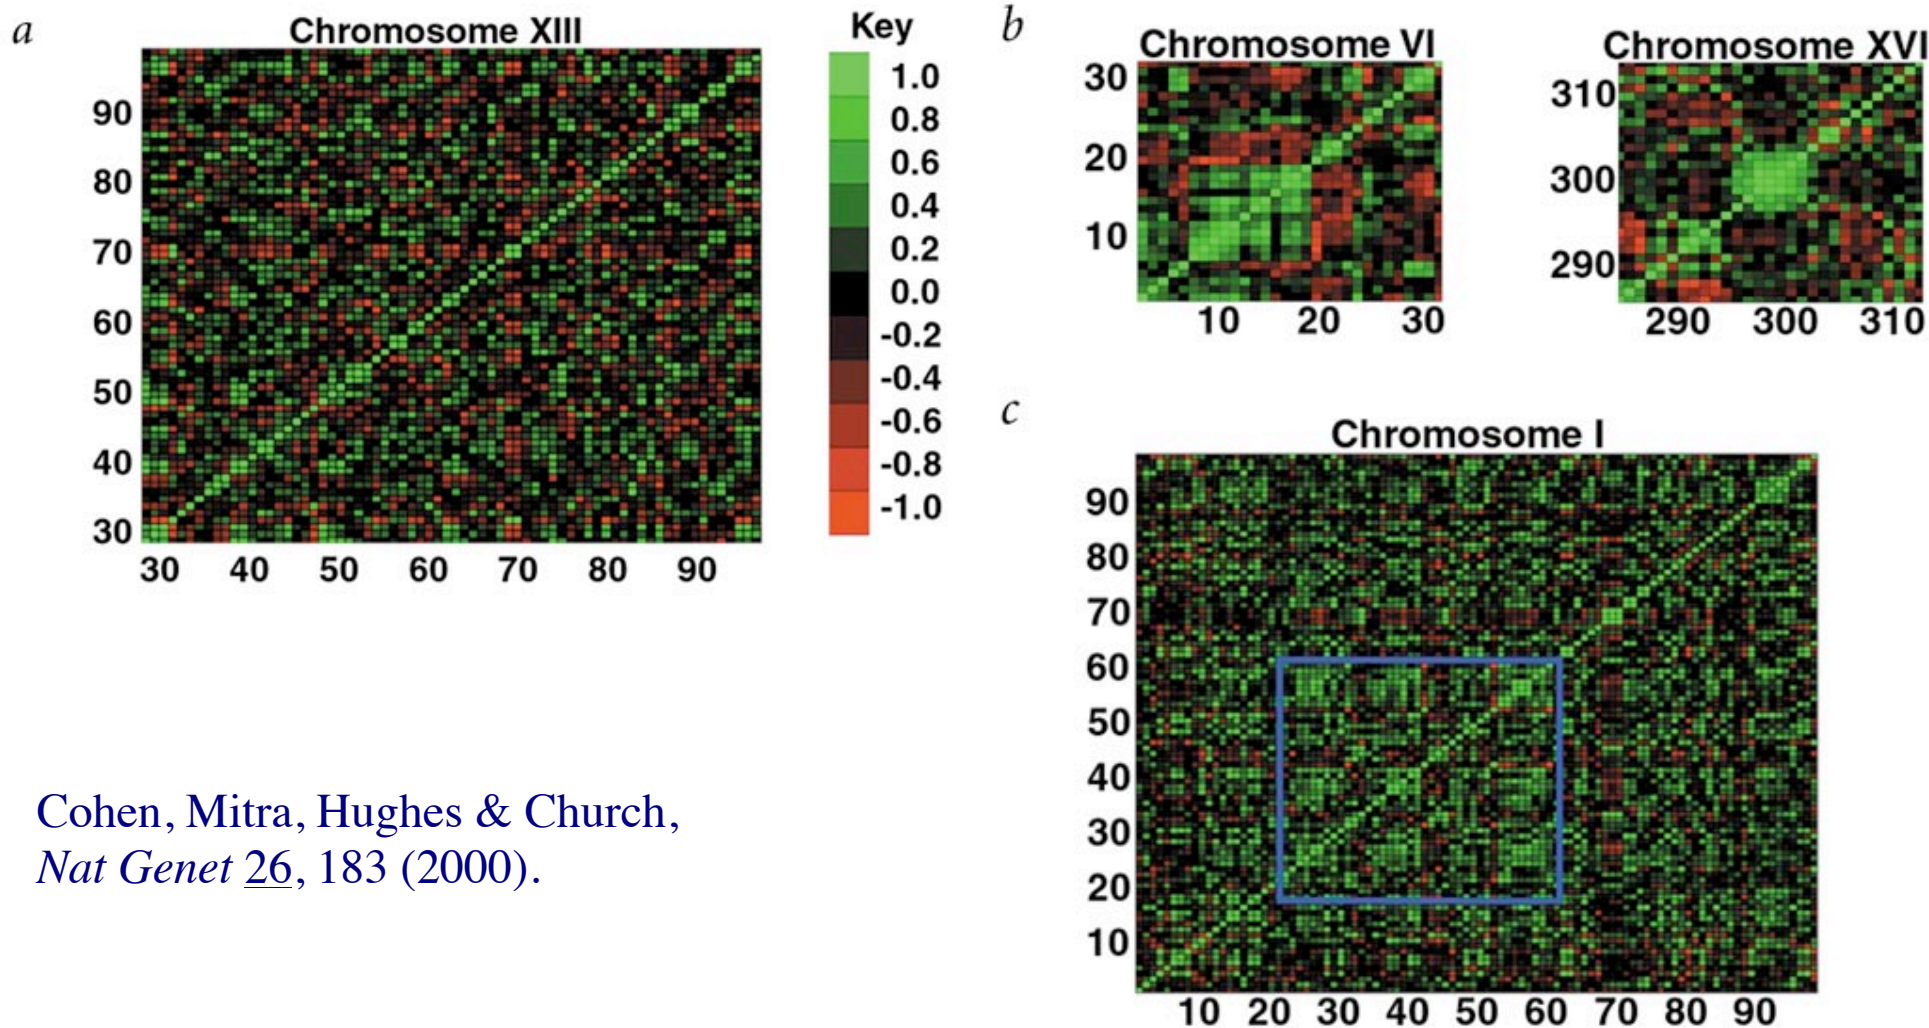 a
Chromosome XIII
90
80
70
60
50
40
30
30 40 50 60 70 80 90
Key
1.0
0.8
0.6
0.4
0.2
0.0
-0.2
-0.4
-0.6
-0.8
-1.0
b
Chromosome VI
30
20
10
10 20 30
Chromosome XVI
310
300
290
290 300 310
c
Chromosome I
90
80
70
60
50
40
30
20
10
10 20 30 40 50 60 70 80 90
Cohen, Mitra, Hughes & Church,
Nat Genet 26, 183 (2000).